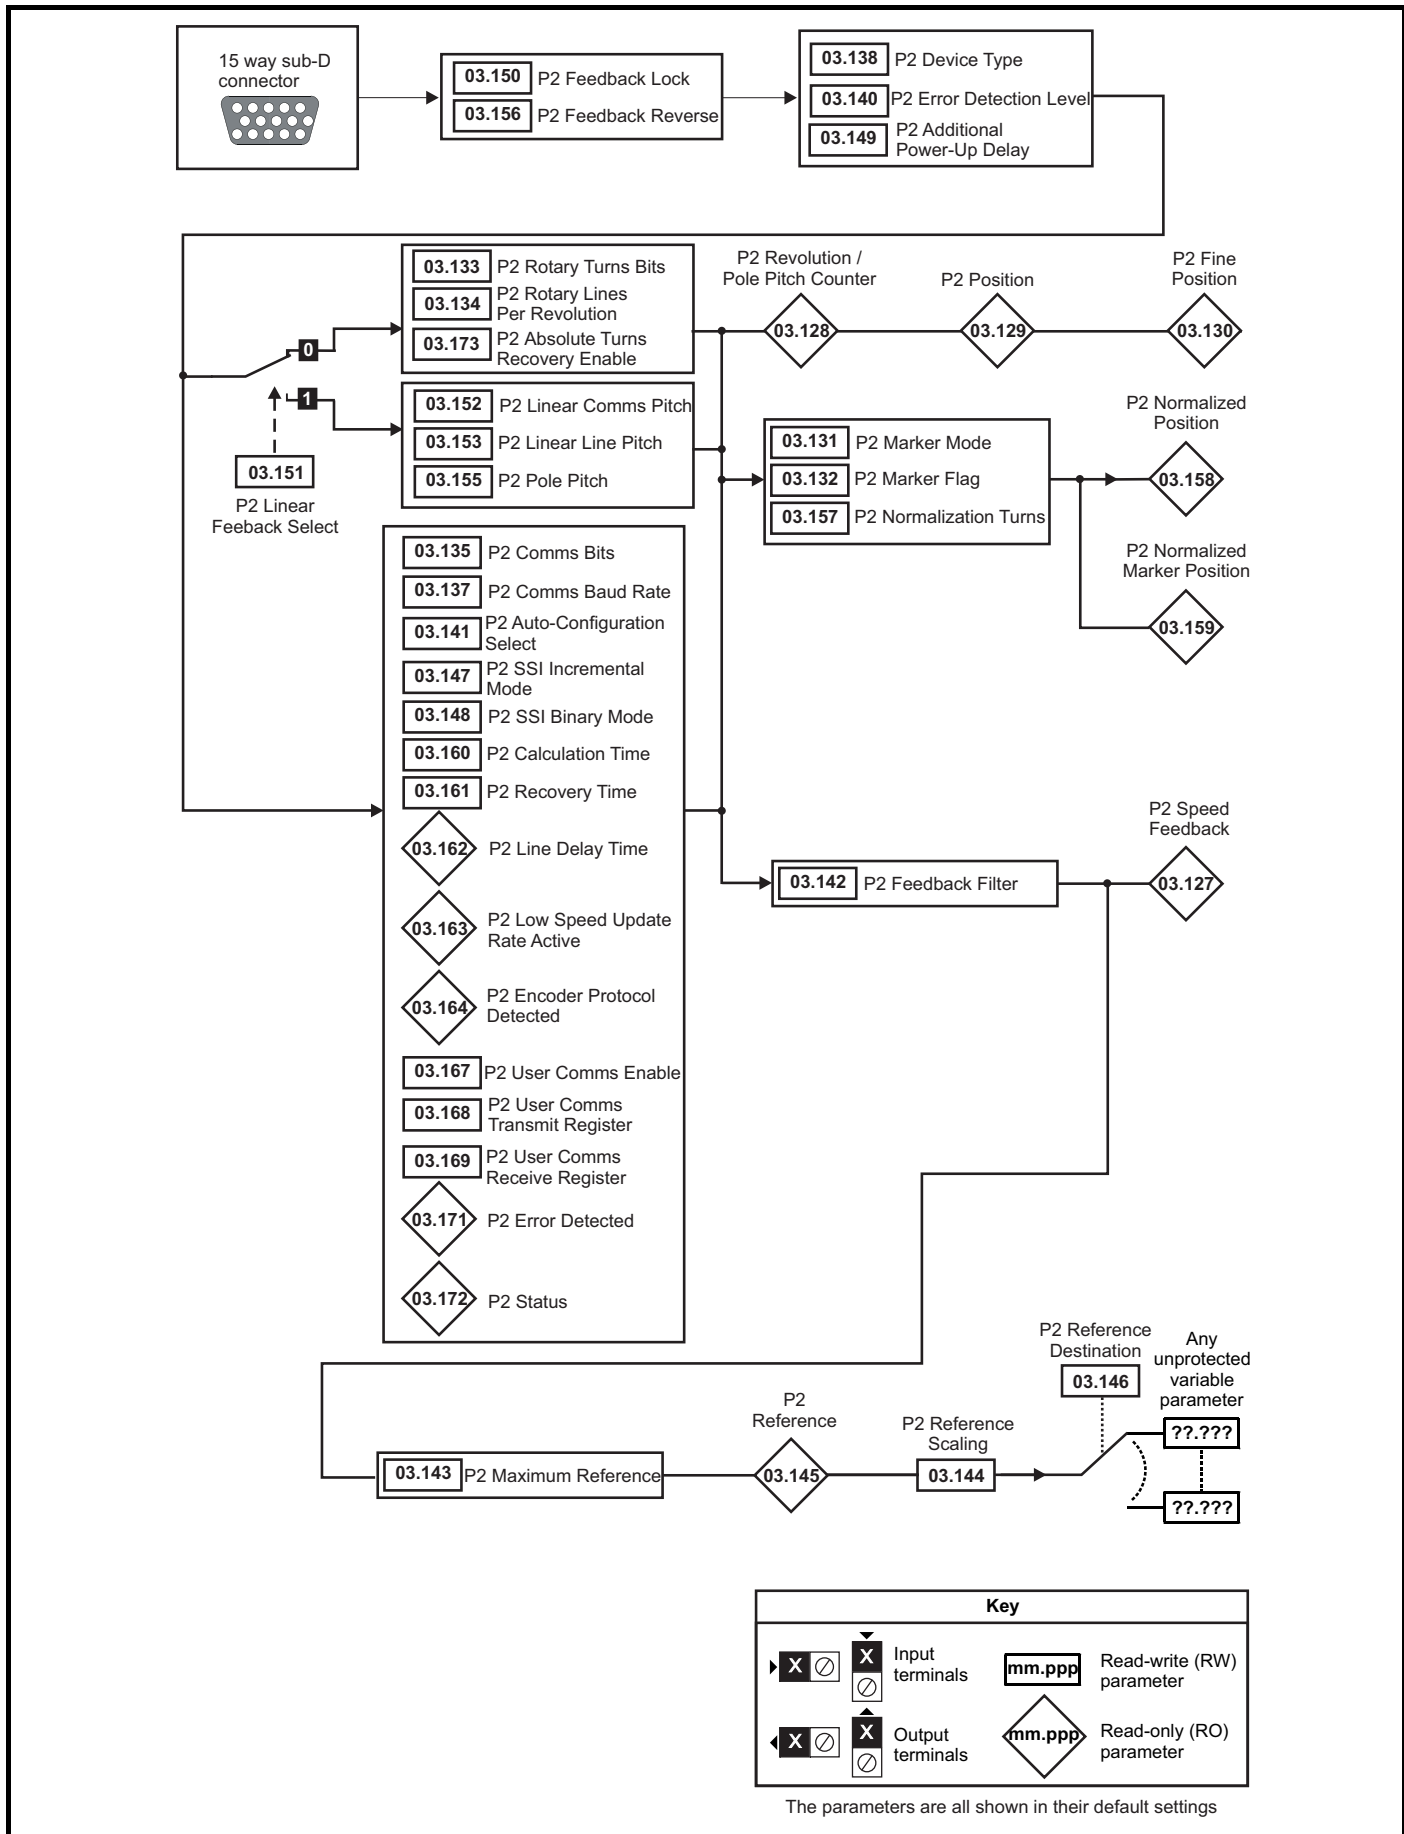 15 way sub-D
connector
03.150 P2 Feedback Lock
03.156 P2 Feedback Reverse
03.138 P2 Device Type
03.140 P2 Error Detection Level
03.149 P2 Additional
Power-Up Delay
03.133 P2 Rotary Turns Bits
03.134 P2 Rotary Lines
Per Revolution
03.173 P2 Absolute Turns
Recovery Enable
P2 Revolution /
Pole Pitch Counter
03.128
P2 Position
03.129
P2 Fine
Position
03.130
0
1
03.151
P2 Linear
Feeback Select
03.152 P2 Linear Comms Pitch
03.153 P2 Linear Line Pitch
03.155 P2 Pole Pitch
03.131 P2 Marker Mode
03.132 P2 Marker Flag
03.157 P2 Normalization Turns
P2 Normalized
Position
03.158
P2 Normalized
Marker Position
03.159
03.135 P2 Comms Bits
03.137 P2 Comms Baud Rate
03.141 P2 Auto-Configuration
Select
03.147 P2 SSI Incremental
Mode
03.148 P2 SSI Binary Mode
03.160 P2 Calculation Time
03.161 P2 Recovery Time
03.162 P2 Line Delay Time
03.163 P2 Low Speed Update
Rate Active
03.164 P2 Encoder Protocol
Detected
03.167 P2 User Comms Enable
03.168 P2 User Comms
Transmit Register
03.169 P2 User Comms
Receive Register
03.171 P2 Error Detected
03.172 P2 Status
03.142 P2 Feedback Filter
P2 Speed
Feedback
03.127
03.143 P2 Maximum Reference
P2
Reference
03.145
P2 Reference
Scaling
03.144
P2 Reference
Destination
03.146
Any
unprotected
variable
parameter
??.???
??.???
Key
X X Input
terminals
mm.ppp Read-write (RW)
parameter
X X Output
terminals
mm.ppp Read-only (RO)
parameter
The parameters are all shown in their default settings